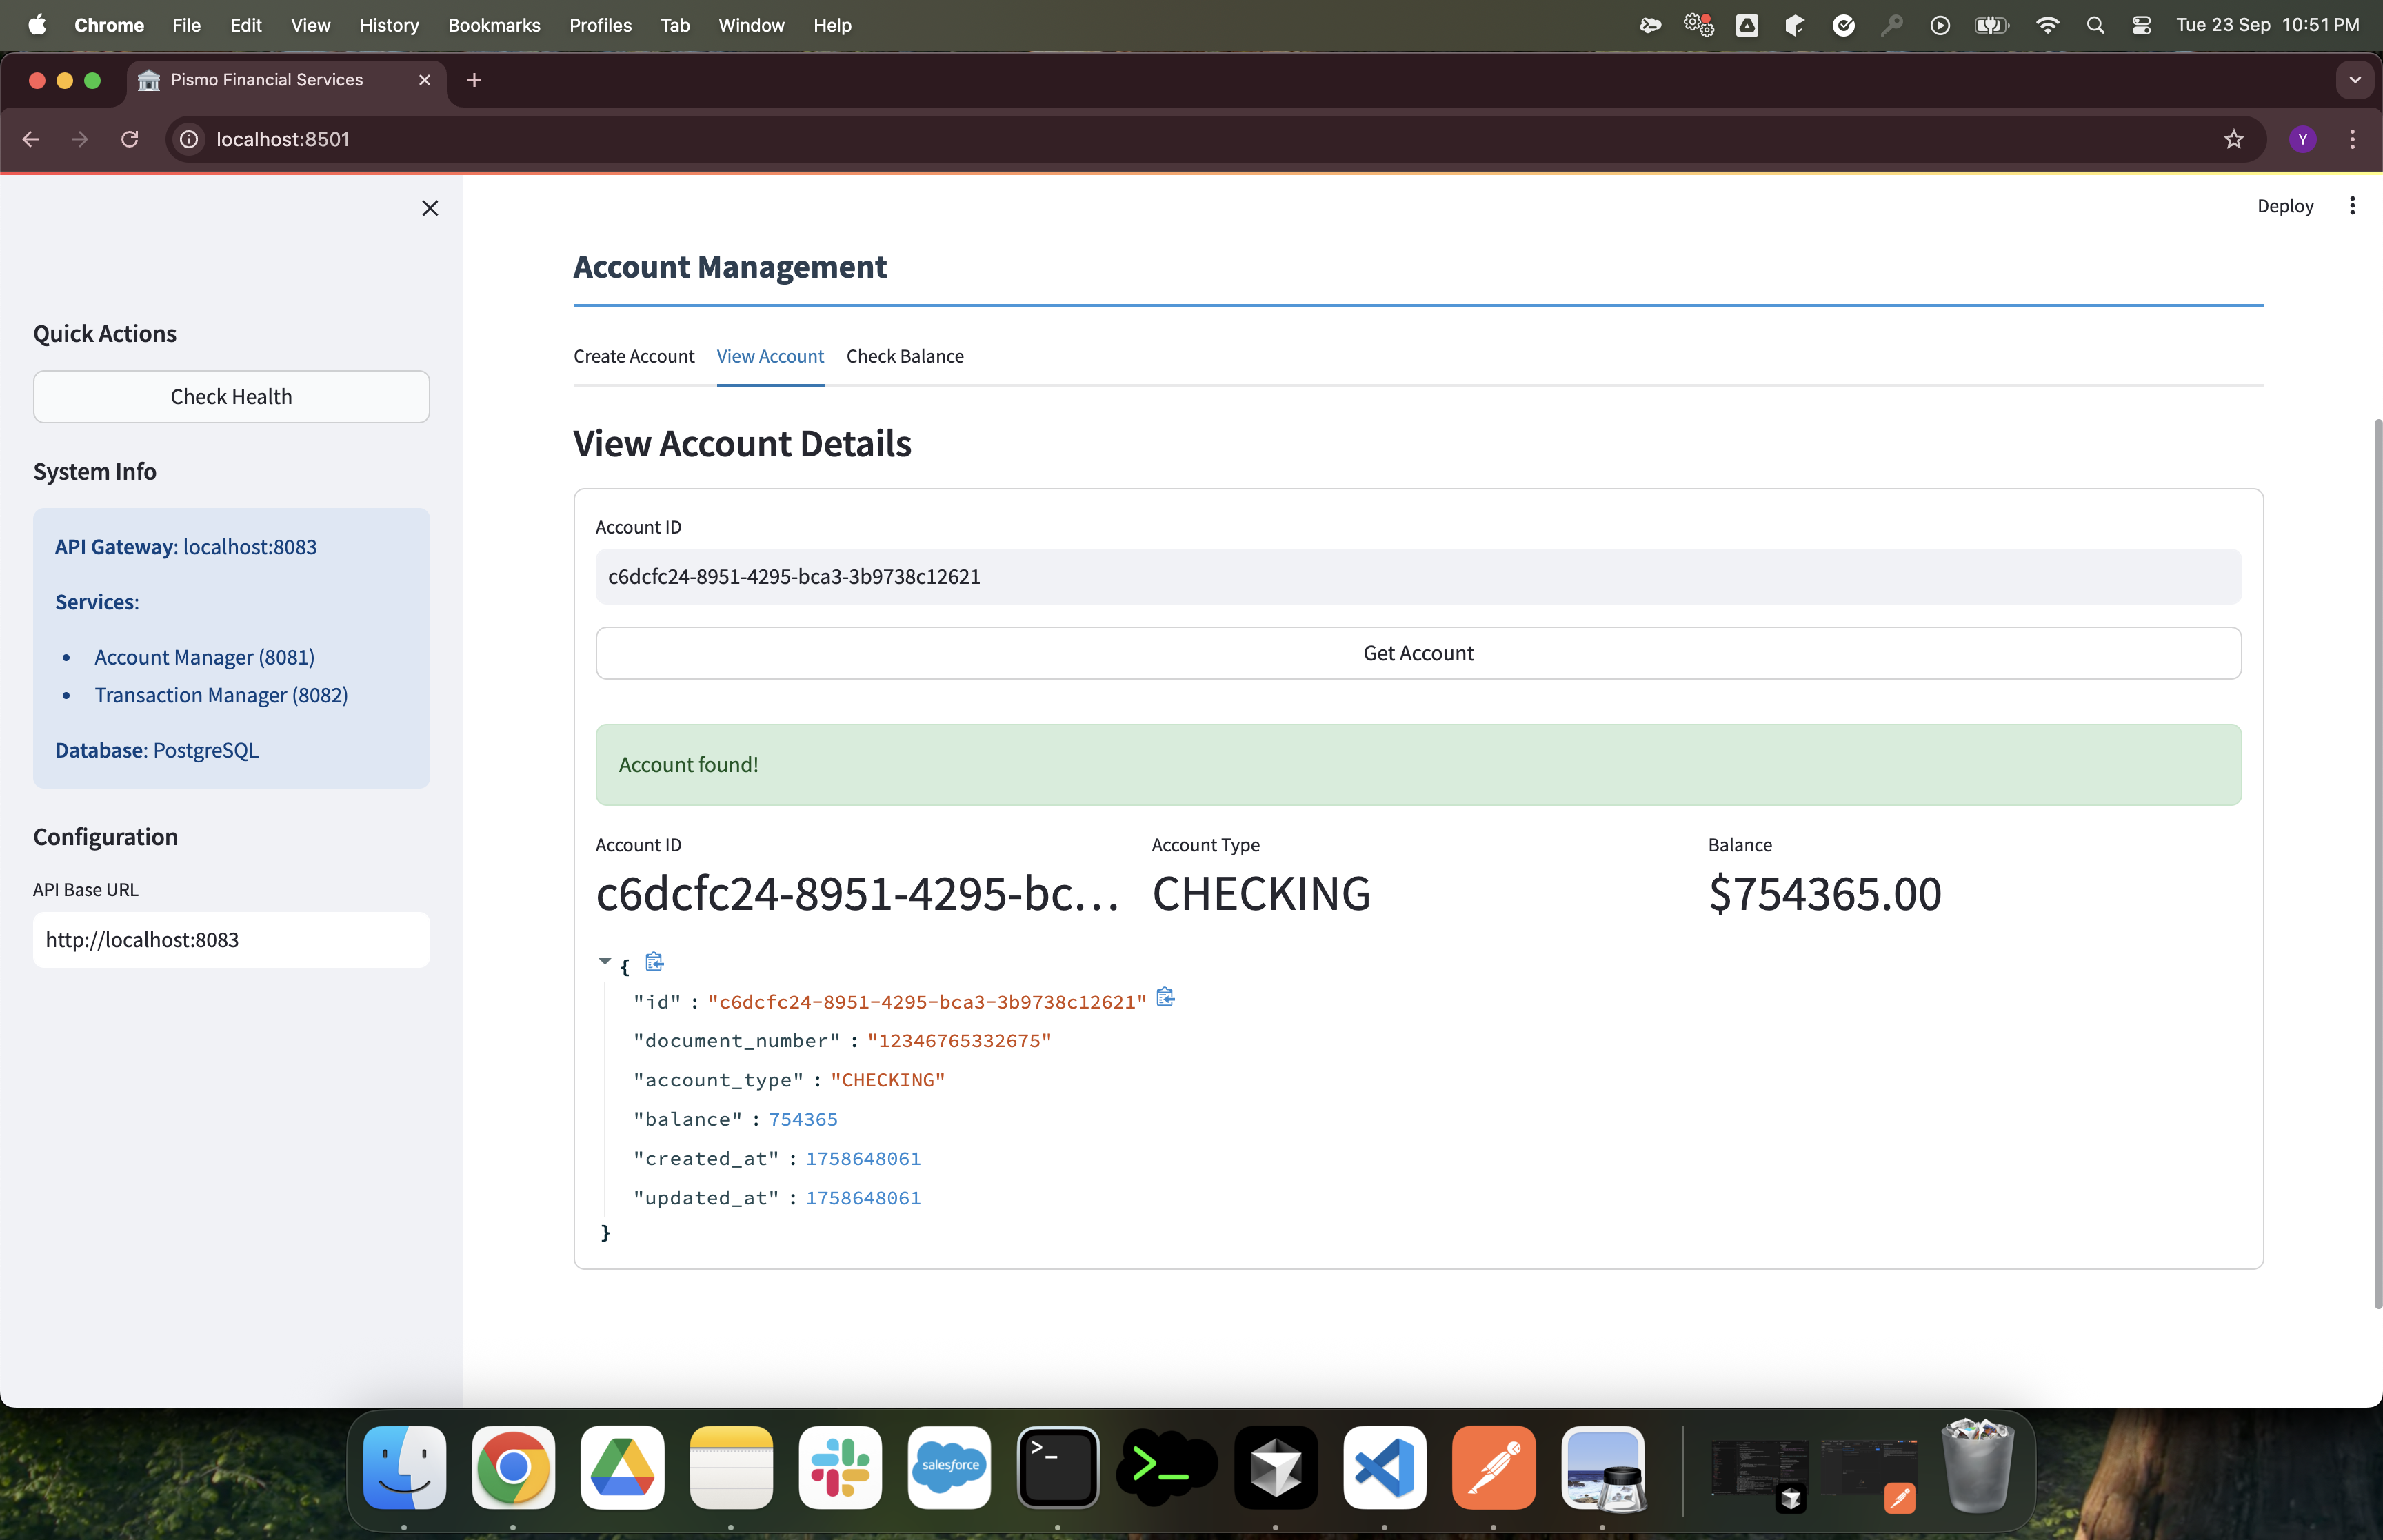 Chrome File Edit View History Bookmarks Profiles Tab Window Help Tue 23 Sep 10:51 PM
Pismo Financial Services
localhost:8501
Y
Deploy
Quick Actions
Check Health
System Info
API Gateway: localhost:8083
Services:
• Account Manager (8081)
• Transaction Manager (8082)
Database: PostgreSQL
Configuration
API Base URL
http://localhost:8083
Account Management
Create Account View Account Check Balance
View Account Details
Account ID
c6dcfc24-8951-4295-bca3-3b9738c12621
Get Account
Account found!
Account ID Account Type Balance
c6dcfc24-8951-4295-bc... CHECKING $754365.00
{
"id" : "c6dcfc24-8951-4295-bca3-3b9738c12621"
"document_number" : "12346765332675"
"account_type" : "CHECKING"
"balance" : 754365
"created_at" : 1758648061
"updated_at" : 1758648061
}
salesforce